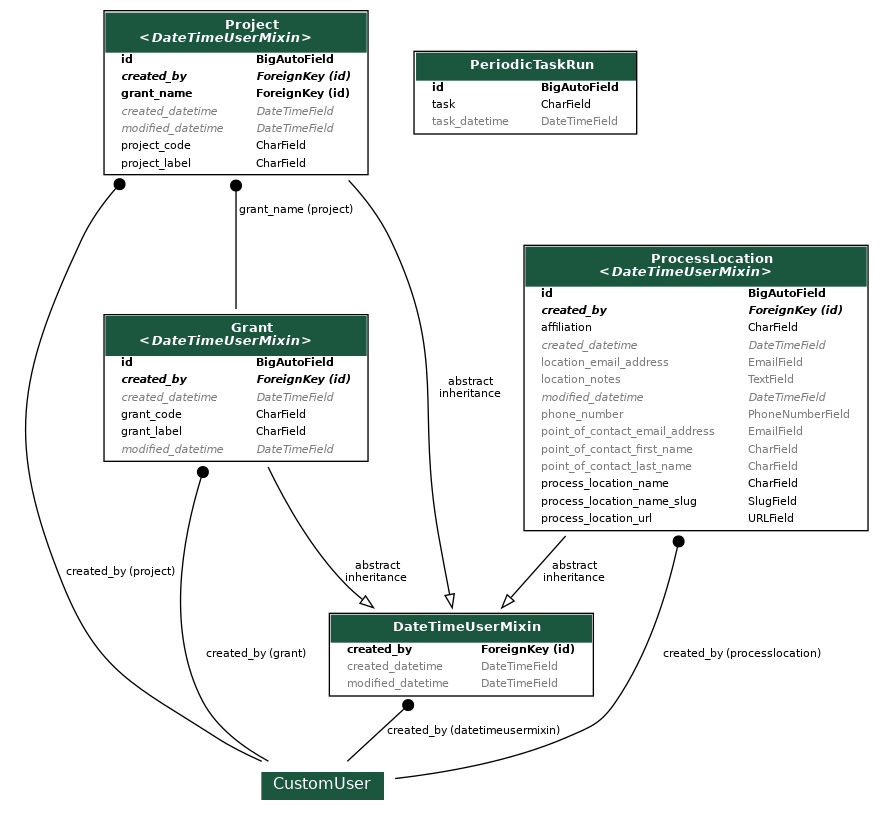 Project
<DateTimeUserMixin>
id BigAutoField
created_by ForeignKey (id)
grant_name ForeignKey (id)
created_datetime DateTimeField
modified_datetime DateTimeField
project_code CharField
project_label CharField
PeriodicTaskRun
id BigAutoField
task CharField
task_datetime DateTimeField
grant_name (project)
ProcessLocation
<DateTimeUserMixin>
id BigAutoField
created_by ForeignKey (id)
affiliation CharField
created_datetime DateTimeField
location_email_address EmailField
location_notes TextField
modified_datetime DateTimeField
phone_number PhoneNumberField
point_of_contact_email_address EmailField
point_of_contact_first_name CharField
point_of_contact_last_name CharField
process_location_name CharField
process_location_name_slug SlugField
process_location_url URLField
Grant
<DateTimeUserMixin>
id BigAutoField
created_by ForeignKey (id)
created_datetime DateTimeField
grant_code CharField
grant_label CharField
modified_datetime DateTimeField
abstract
inheritance
created_by (project)
abstract
inheritance
abstract
inheritance
DateTimeUserMixin
created_by ForeignKey (id)
created_datetime DateTimeField
modified_datetime DateTimeField
created_by (grant)
created_by (processlocation)
created_by (datetimeusermixin)
CustomUser